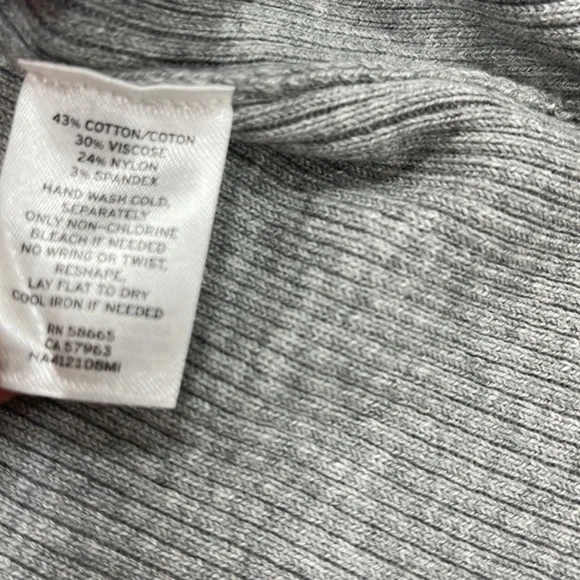 43% COTTON/COTON
30% VISCOSE
24% NYLON
3% SPANDEX
HAND WASH COLD,
SEPARATELY
ONLY NON-CHLORINE
BLEACH IF NEEDED
NO WRING OR TWIST,
RESHAPE,
LAY FLAT TO DRY
COOL IRON IF NEEDED
RN 58665
CA 57963
NA412108MI